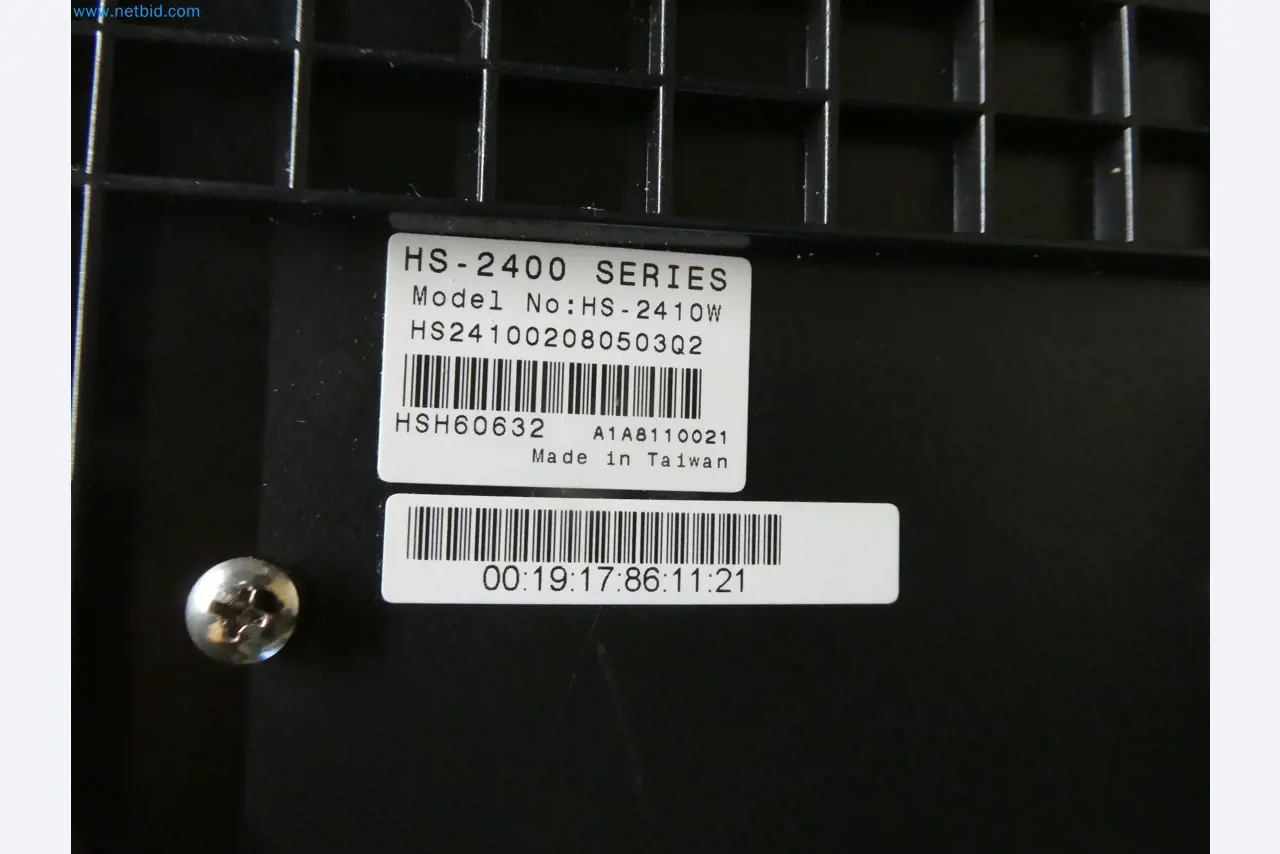 www.netbid.com
HS-2400 SERIES
Model No:HS-2410W
HS241002080503Q2
HSH60632 A1A8110021
Made in Taiwan
00:19:17:86:11:21